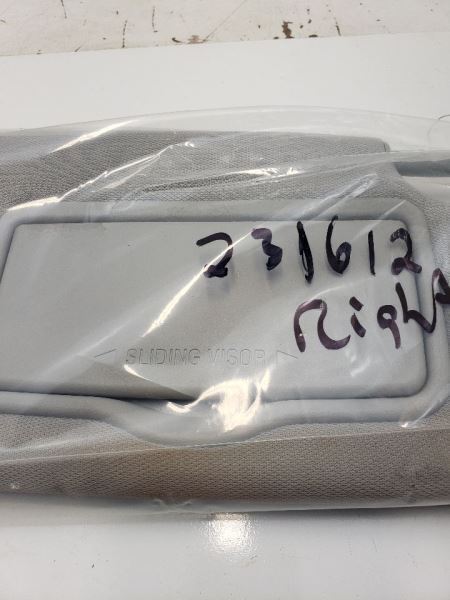 231612
Right
◁ SLIDING VISOR ▷